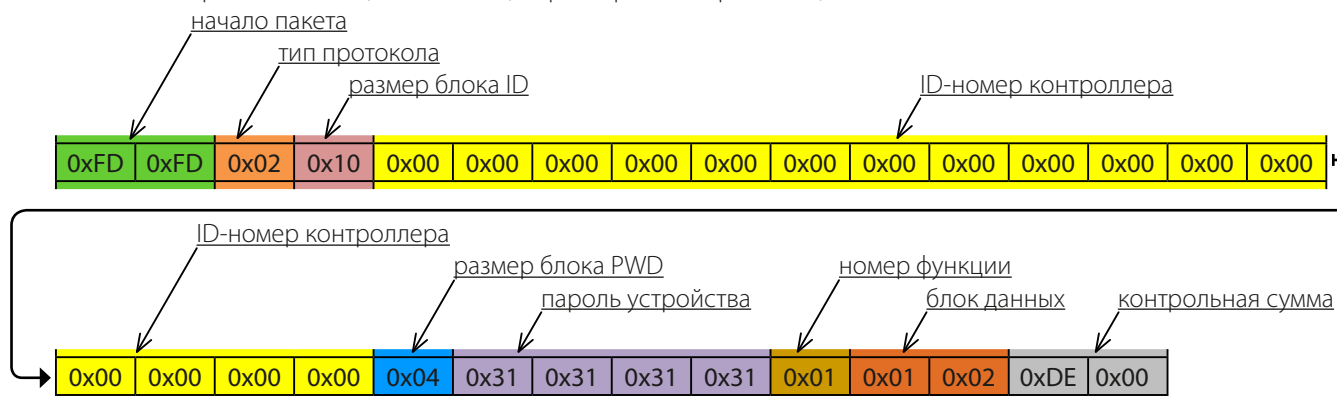 начало пакета
тип протокола
размер блока ID
ID-номер контроллера
0xFD 0xFD 0x02 0x10 0x00 0x00 0x00 0x00 0x00 0x00 0x00 0x00 0x00 0x00 0x00 0x00
ID-номер контроллера
размер блока PWD
номер функции
пароль устройства
блок данных
контрольная сумма
0x00 0x00 0x00 0x00 0x04 0x31 0x31 0x31 0x31 0x01 0x01 0x02 0xDE 0x00